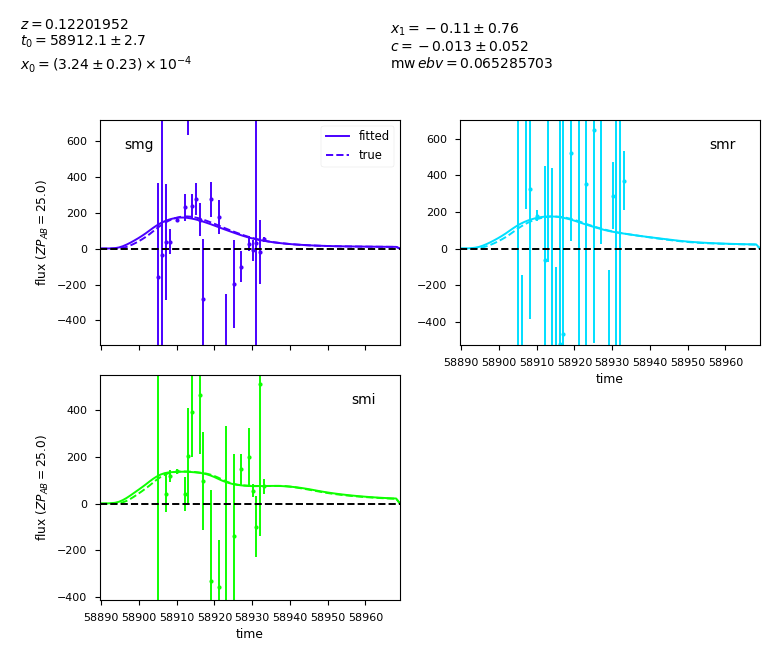 z = 0.12201952
t₀ = 58912.1 ± 2.7
x₀ = (3.24 ± 0.23) × 10⁻⁴
x₁ = −0.11 ± 0.76
c = −0.013 ± 0.052
mw ebv = 0.065285703
smg
fitted
true
600
400
200
0
−200
−400
flux (ZP_AB = 25.0)
smr
600
400
200
0
−200
−400
58890 58900 58910 58920 58930 58940 58950 58960
time
smi
400
200
0
−200
−400
flux (ZP_AB = 25.0)
58890 58900 58910 58920 58930 58940 58950 58960
time